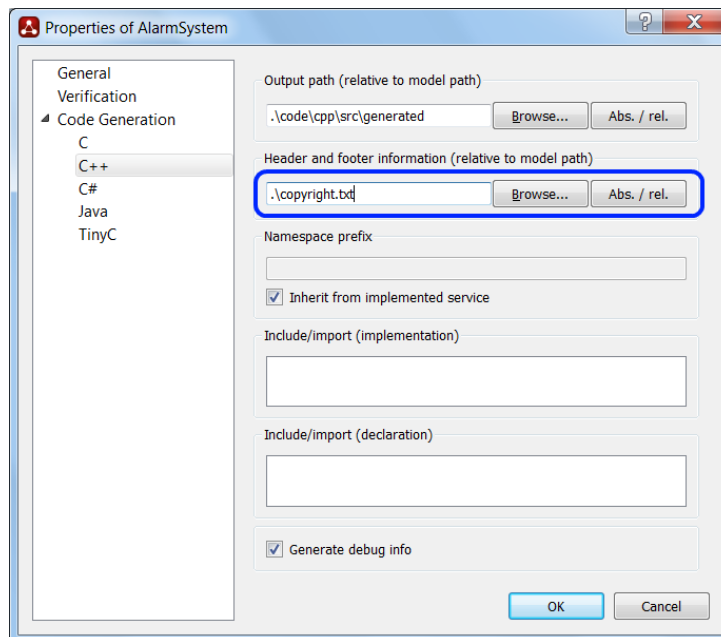 Properties of AlarmSystem
General
Verification
Code Generation
C
C++
C#
Java
TinyC
Output path (relative to model path)
.\code\cpp\src\generated Browse... Abs. / rel.
Header and footer information (relative to model path)
.\copyright.txt Browse... Abs. / rel.
Namespace prefix
Inherit from implemented service
Include/import (implementation)
Include/import (declaration)
Generate debug info
OK Cancel